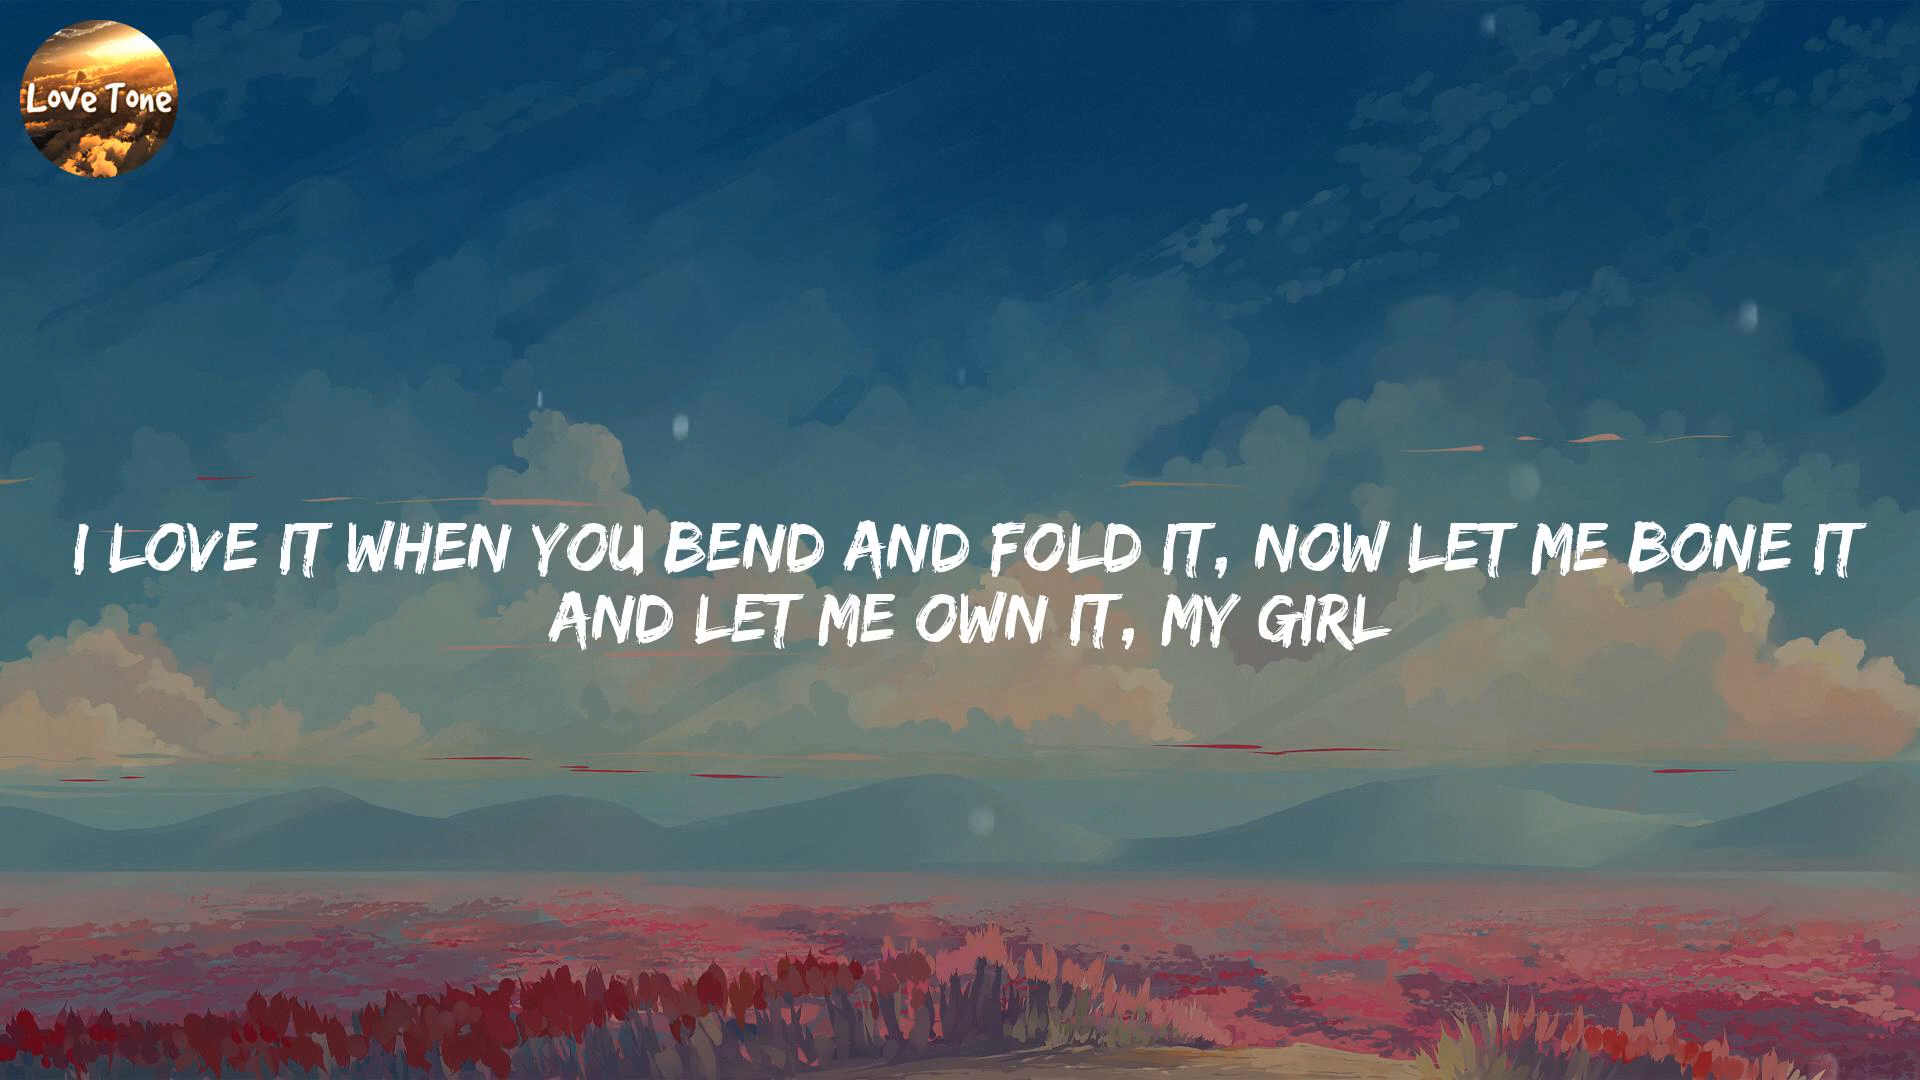 Love Tone
I LOVE IT WHEN YOU BEND AND FOLD IT, NOW LET ME BONE IT
AND LET ME OWN IT, MY GIRL